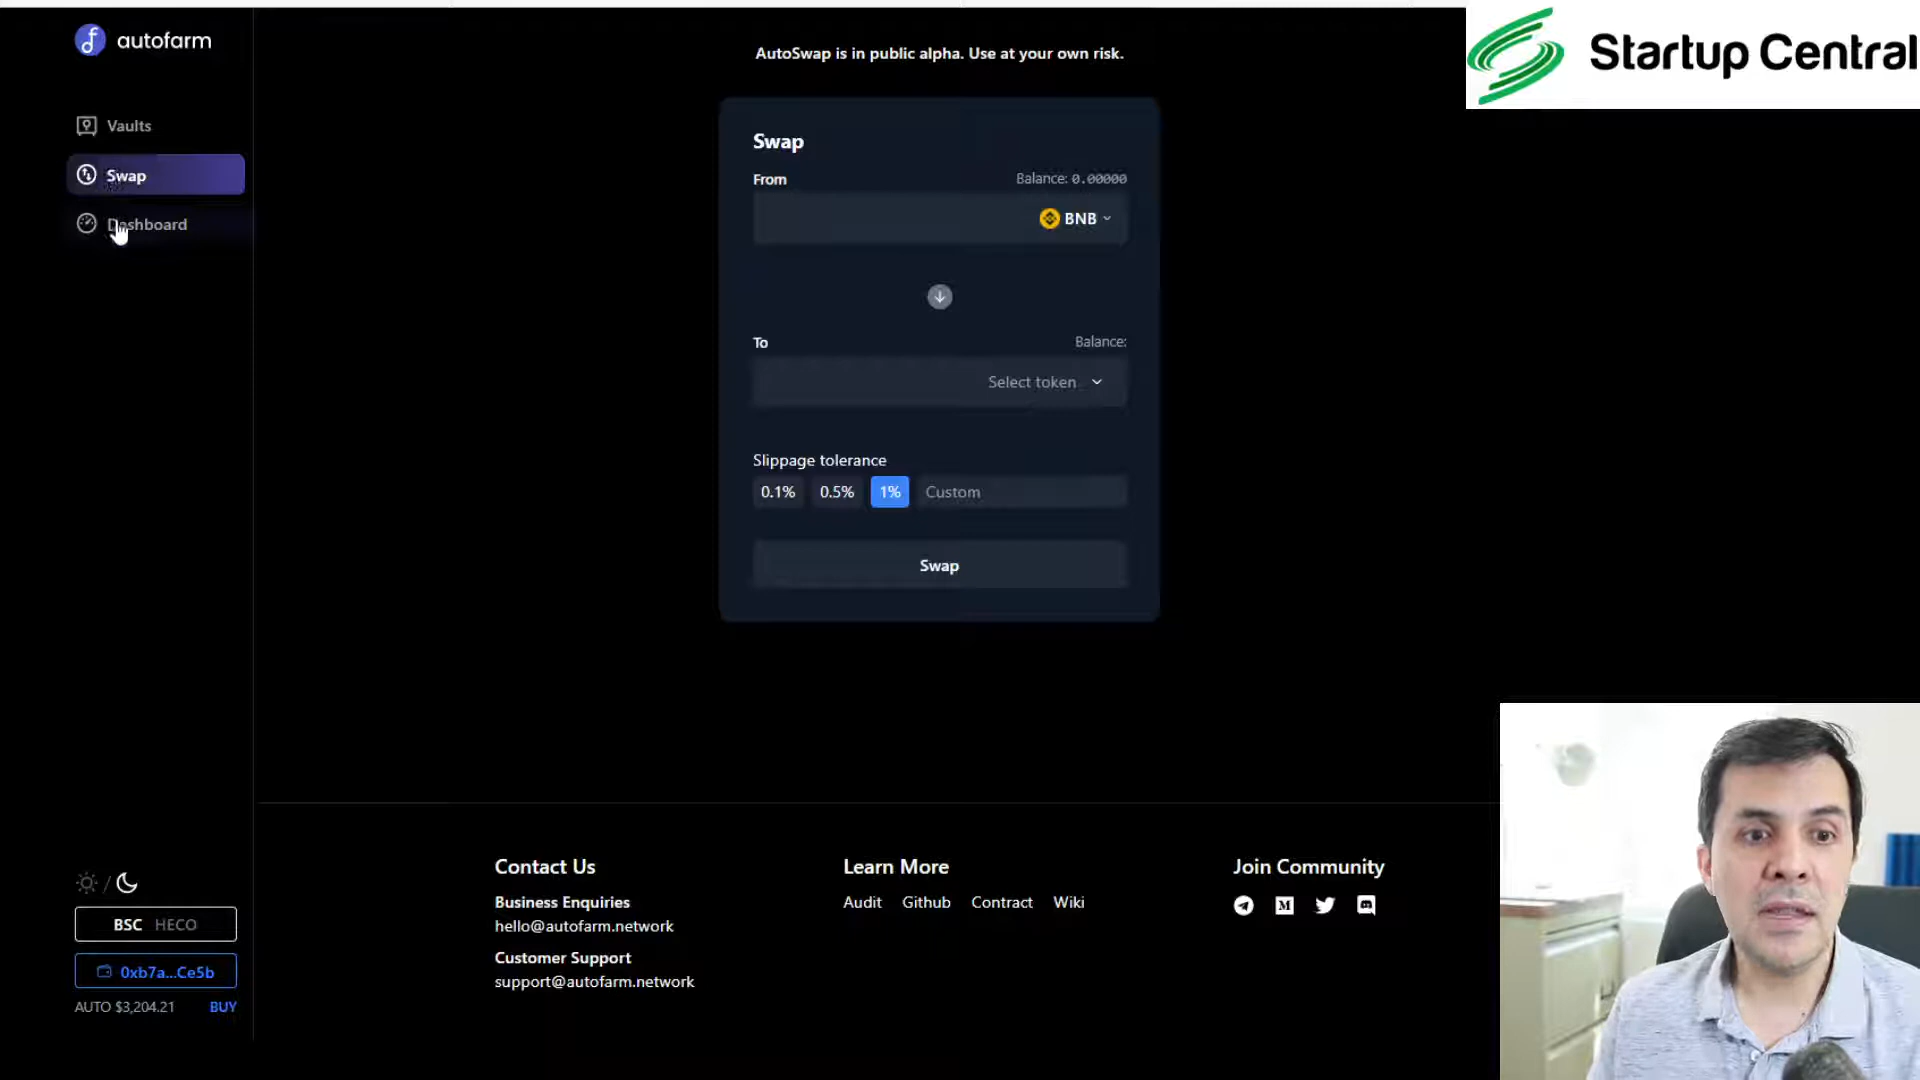 autofarm
Startup Central
AutoSwap is in public alpha. Use at your own risk.
Vaults
Swap
Dashboard
Swap
From
Balance: 0.00000
BNB
To
Balance:
Select token
Slippage tolerance
0.1%
0.5%
1%
Custom
Swap
BSC HECO
0xb7a...Ce5b
AUTO $3,204.21
BUY
Contact Us
Business Enquiries
hello@autofarm.network
Customer Support
support@autofarm.network
Learn More
Audit Github Contract Wiki
Join Community